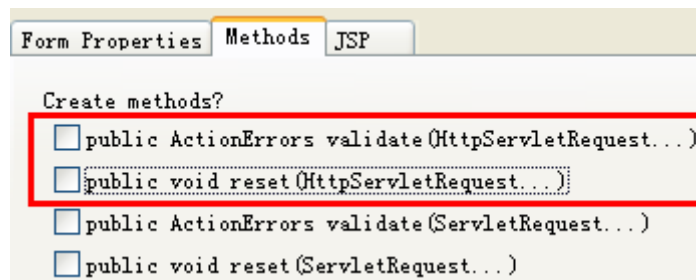 Form Properties Methods JSP
Create methods?
public ActionErrors validate(HttpServletRequest...)
public void reset(HttpServletRequest...)
public ActionErrors validate(ServletRequest...)
public void reset(ServletRequest...)